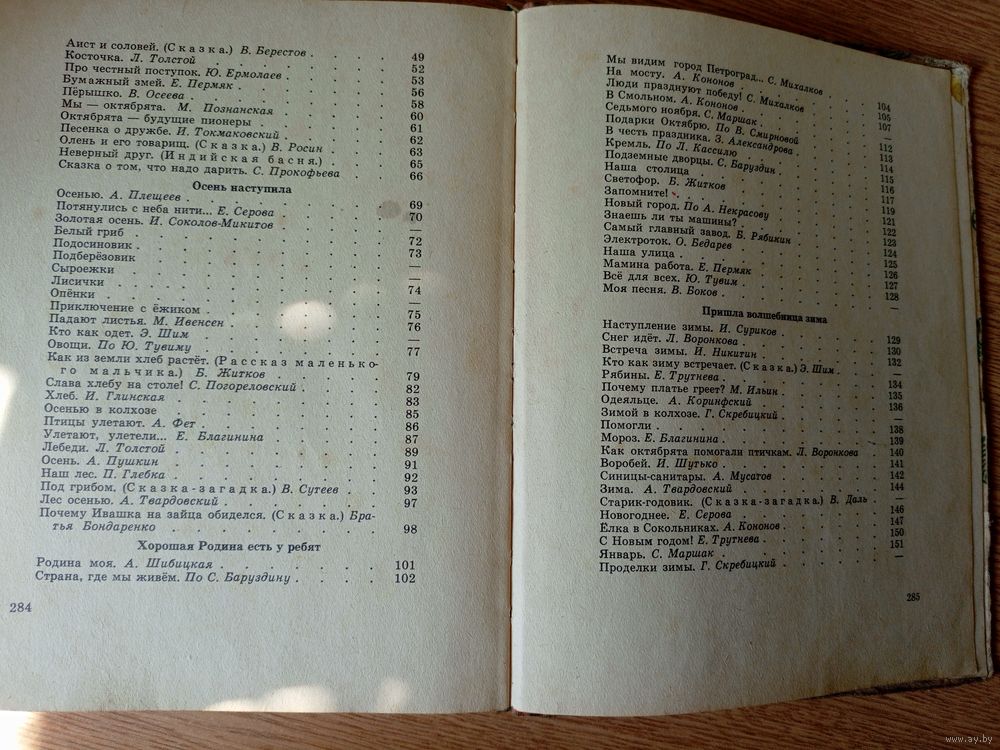 Аист и соловей. (Сказка.) В. Берестов . . . . 49
Косточка. Л. Толстой . . . . 52
Про честный поступок. Ю. Ермолаев . . . . 53
Бумажный змей. Е. Пермяк . . . . 56
Пёрышко. В. Осеева . . . . 58
Мы — октябрята. М. Познанская . . . . 60
Октябрята — будущие пионеры . . . . 61
Песенка о дружбе. И. Токмаковский . . . . 62
Олень и его товарищ. (Сказка.) В. Росин . . . . 63
Неверный друг. (Индийская басня.) . . . . 65
Сказка о том, что надо дарить. С. Прокофьева . . . . 66
Осень наступила
Осенью. А. Плещеев . . . . 69
Потянулись с неба нити... Е. Серова . . . . 70
Золотая осень. И. Соколов-Микитов . . . . —
Белый гриб . . . . 72
Подосиновик . . . . 73
Подберёзовик . . . . —
Сыроежки . . . . —
Лисички . . . . 74
Опёнки . . . . —
Приключение с ёжиком . . . . 75
Падают листья. М. Ивенсен . . . . 76
Кто как одет. Э. Шим . . . . —
Овощи. По Ю. Тувиму . . . . 77
Как из земли хлеб растёт. (Рассказ маленько-
го мальчика.) Б. Житков . . . . 79
Слава хлебу на столе! С. Погореловский . . . . 82
Хлеб. И. Глинская . . . . 83
Осенью в колхозе . . . . 85
Птицы улетают. А. Фет . . . . 86
Улетают, улетели... Е. Благинина . . . . 87
Лебеди. Л. Толстой . . . . 89
Осень. А. Пушкин . . . . 91
Наш лес. П. Глебка . . . . 92
Под грибом. (Сказка-загадка.) В. Сутеев . . . . 93
Лес осенью. А. Твардовский . . . . 97
Почему Ивашка на зайца обиделся. (Сказка.) Бра-
тья Бондаренко . . . . 98
Хорошая Родина есть у ребят
Родина моя. А. Шибицкая . . . . 101
Страна, где мы живём. По С. Баруздину . . . . 102
284
Мы видим город Петроград... С. Михалков . . . . 104
На мосту. А. Кононов . . . . 105
Люди празднуют победу! С. Михалков . . . . 107
В Смольном. А. Кононов . . . . —
Седьмого ноября. С. Маршак . . . . 112
Подарки Октябрю. По В. Смирновой . . . . 113
В честь праздника. З. Александрова . . . . 114
Кремль. По Л. Кассилю . . . . 115
Подземные дворцы. С. Баруздин . . . . 116
Наша столица . . . . 117
Светофор. Б. Житков . . . . 119
Запомните! . . . . 121
Новый город. По А. Некрасову . . . . 122
Знаешь ли ты машины? . . . . 123
Самый главный завод. Б. Рябикин . . . . 124
Электроток. О. Бедарев . . . . 125
Наша улица . . . . 126
Мамина работа. Е. Пермяк . . . . 127
Всё для всех. Ю. Тувим . . . . 128
Моя песня. В. Боков . . . . —
Пришла волшебница зима
Наступление зимы. И. Суриков . . . . 129
Снег идёт. Л. Воронкова . . . . 130
Встреча зимы. И. Никитин . . . . 132
Кто как зиму встречает. (Сказка.) Э. Шим . . . . 134
Рябины. Е. Трутнева . . . . 135
Почему платье греет? М. Ильин . . . . 136
Одеяльце. А. Коринфский . . . . —
Зимой в колхозе. Г. Скребицкий . . . . 138
Помогли . . . . 139
Мороз. Е. Благинина . . . . 140
Как октябрята помогали птичкам. Л. Воронкова . . . . 141
Воробей. И. Шутько . . . . 142
Синицы-санитары. А. Мусатов . . . . 144
Зима. А. Твардовский . . . . —
Старик-годовик. (Сказка-загадка.) В. Даль . . . . 146
Новогоднее. Е. Серова . . . . 147
Ёлка в Сокольниках. А. Кононов . . . . 150
С Новым годом! Е. Трутнева . . . . 151
Январь. С. Маршак . . . . —
Проделки зимы. Г. Скребицкий . . . .
285
www.ay.by